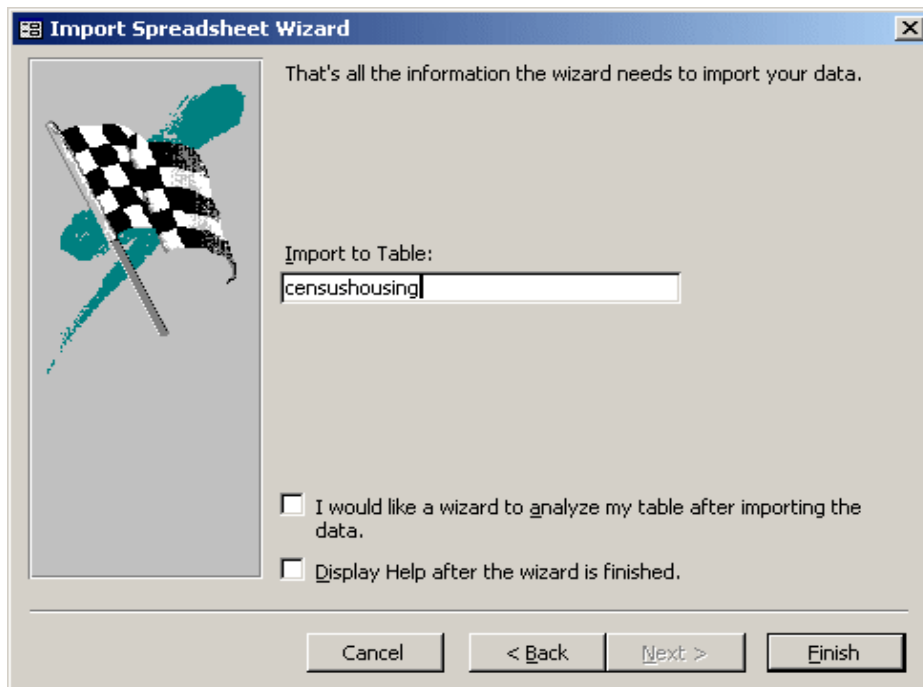 Import Spreadsheet Wizard
That's all the information the wizard needs to import your data.
Import to Table:
censushousing
I would like a wizard to analyze my table after importing the
data.
Display Help after the wizard is finished.
Cancel
< Back
Next >
Finish